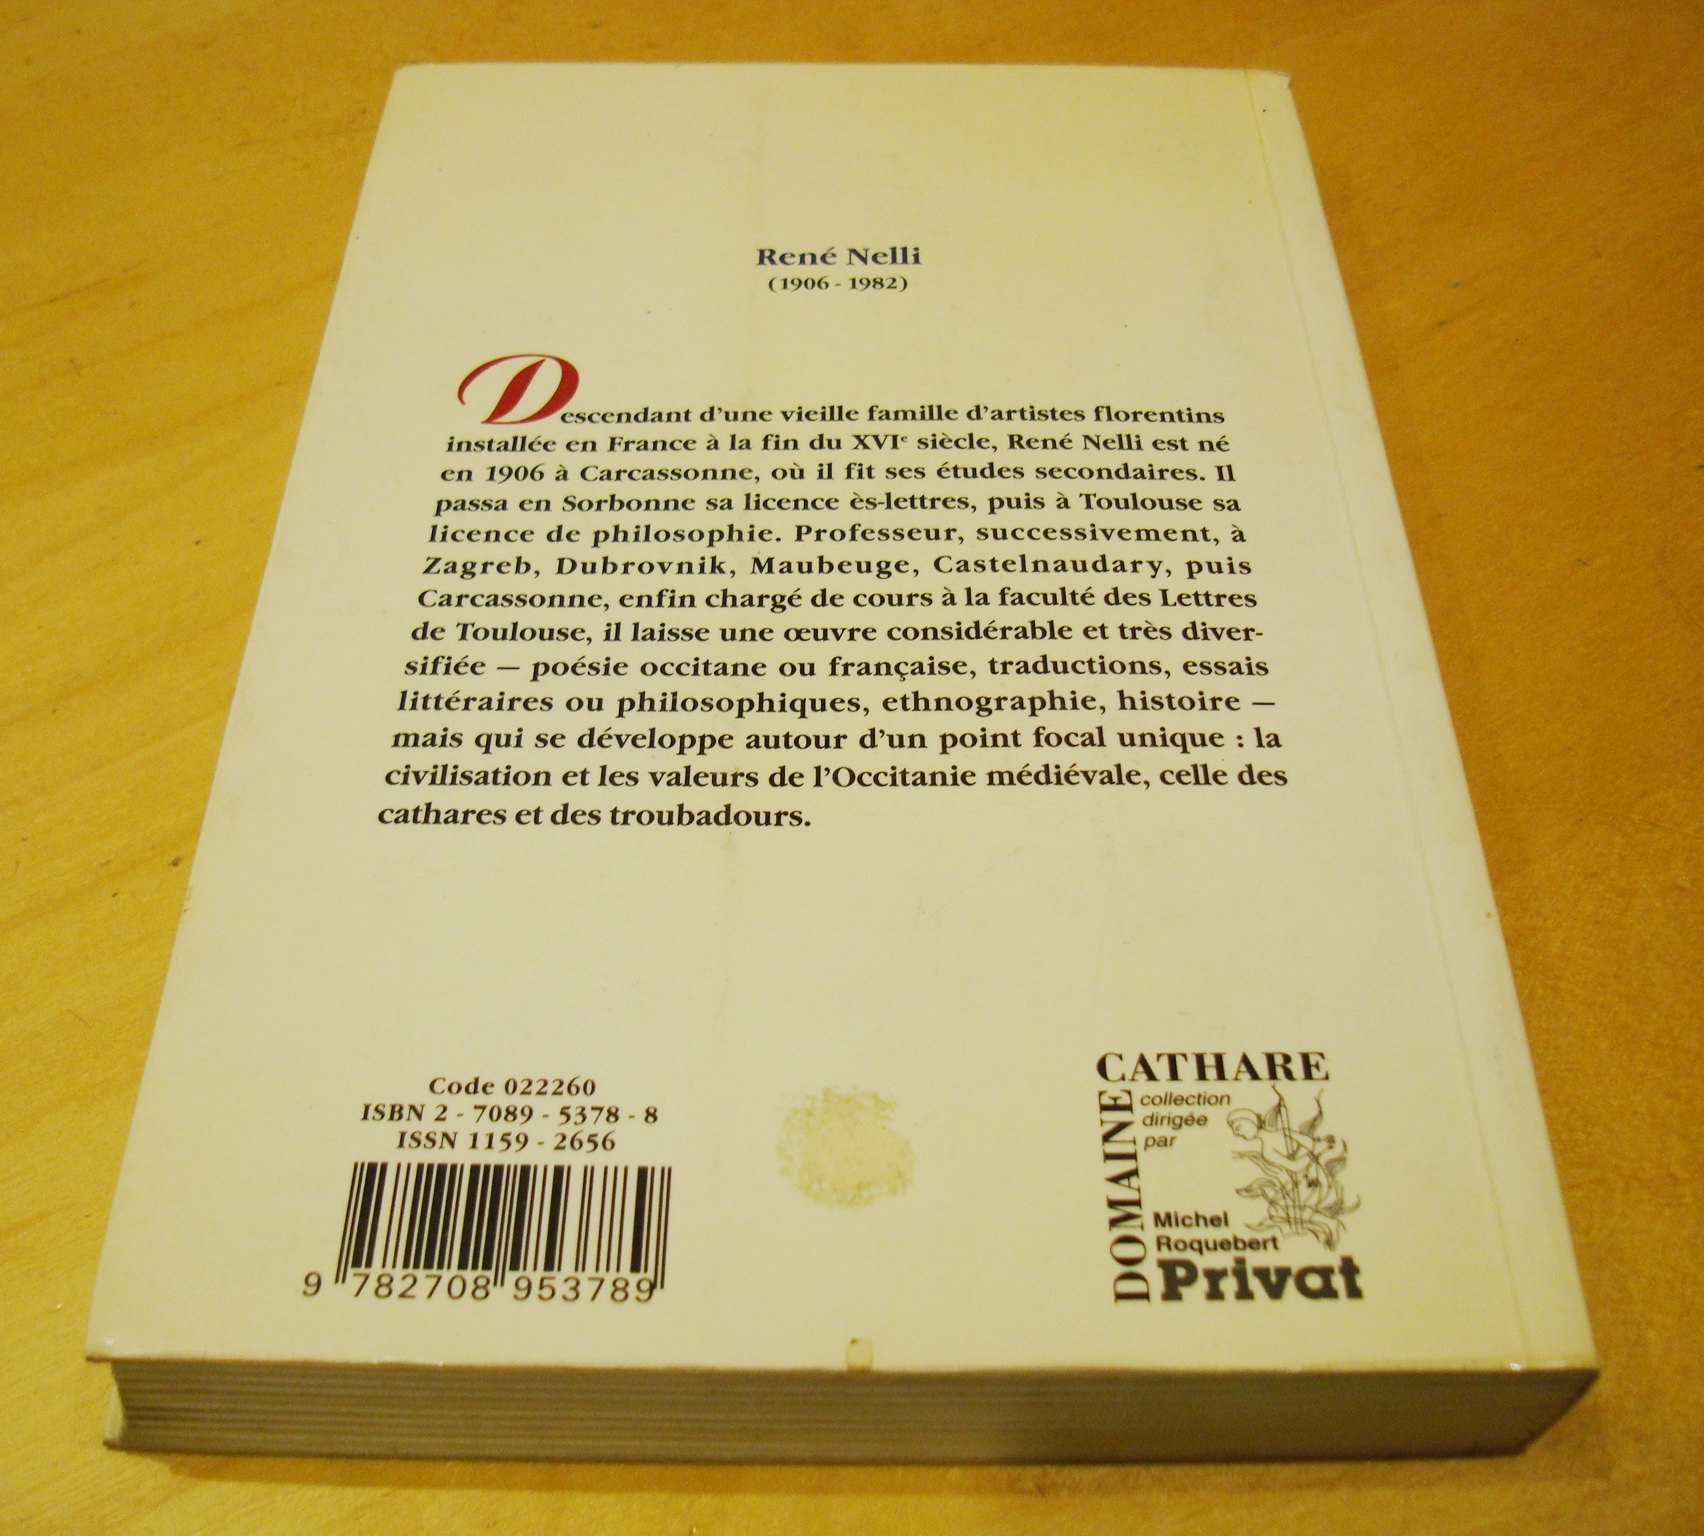 René Nelli
(1906 - 1982)
Descendant d'une vieille famille d'artistes florentins
installée en France à la fin du XVIe siècle, René Nelli est né
en 1906 à Carcassonne, où il fit ses études secondaires. Il
passa en Sorbonne sa licence ès-lettres, puis à Toulouse sa
licence de philosophie. Professeur, successivement, à
Zagreb, Dubrovnik, Maubeuge, Castelnaudary, puis
Carcassonne, enfin chargé de cours à la faculté des Lettres
de Toulouse, il laisse une œuvre considérable et très diver-
sifiée — poésie occitane ou française, traductions, essais
littéraires ou philosophiques, ethnographie, histoire —
mais qui se développe autour d'un point focal unique : la
civilisation et les valeurs de l'Occitanie médiévale, celle des
cathares et des troubadours.
Code 022260
ISBN 2 - 7089 - 5378 - 8
ISSN 1159 - 2656
9 782708 953789
DOMAINE
CATHARE
collection
dirigée
par
Michel
Roquebert
Privat